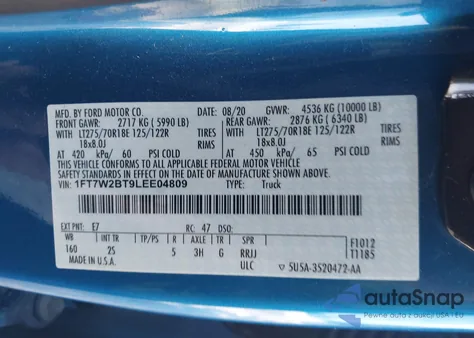 MFD. BY FORD MOTOR CO. 08/20 GVWR: 4536 KG (10000 LB)
FRONT GAWR: 2717 KG (5990 LB) REAR GAWR: 2876 KG (6340 LB)
WITH LT275/70R18E 125/122R TIRES WITH LT275/70R18E 125/122R TIRES
18x8.0J RIMS 18x8.0J RIMS
AT 420 kPa/ 60 PSI COLD AT 450 kPa/ 65 PSI COLD
THIS VEHICLE CONFORMS TO ALL APPLICABLE FEDERAL MOTOR VEHICLE
SAFETY STANDARDS IN EFFECT ON THE DATE OF MANUFACTURE SHOWN ABOVE.
VIN: 1FT7W2BT9LEE04809 TYPE: Truck
EXT PNT: E7 RC: 47 DSO:
WB INT TR TP/PS R AXLE TR SPR F1012
160 25 5 3H G RRJJ T1185
MADE IN U.S.A. ULC 5U5A-3520472-AA
autaSnap
Pewne auta z USA i EU